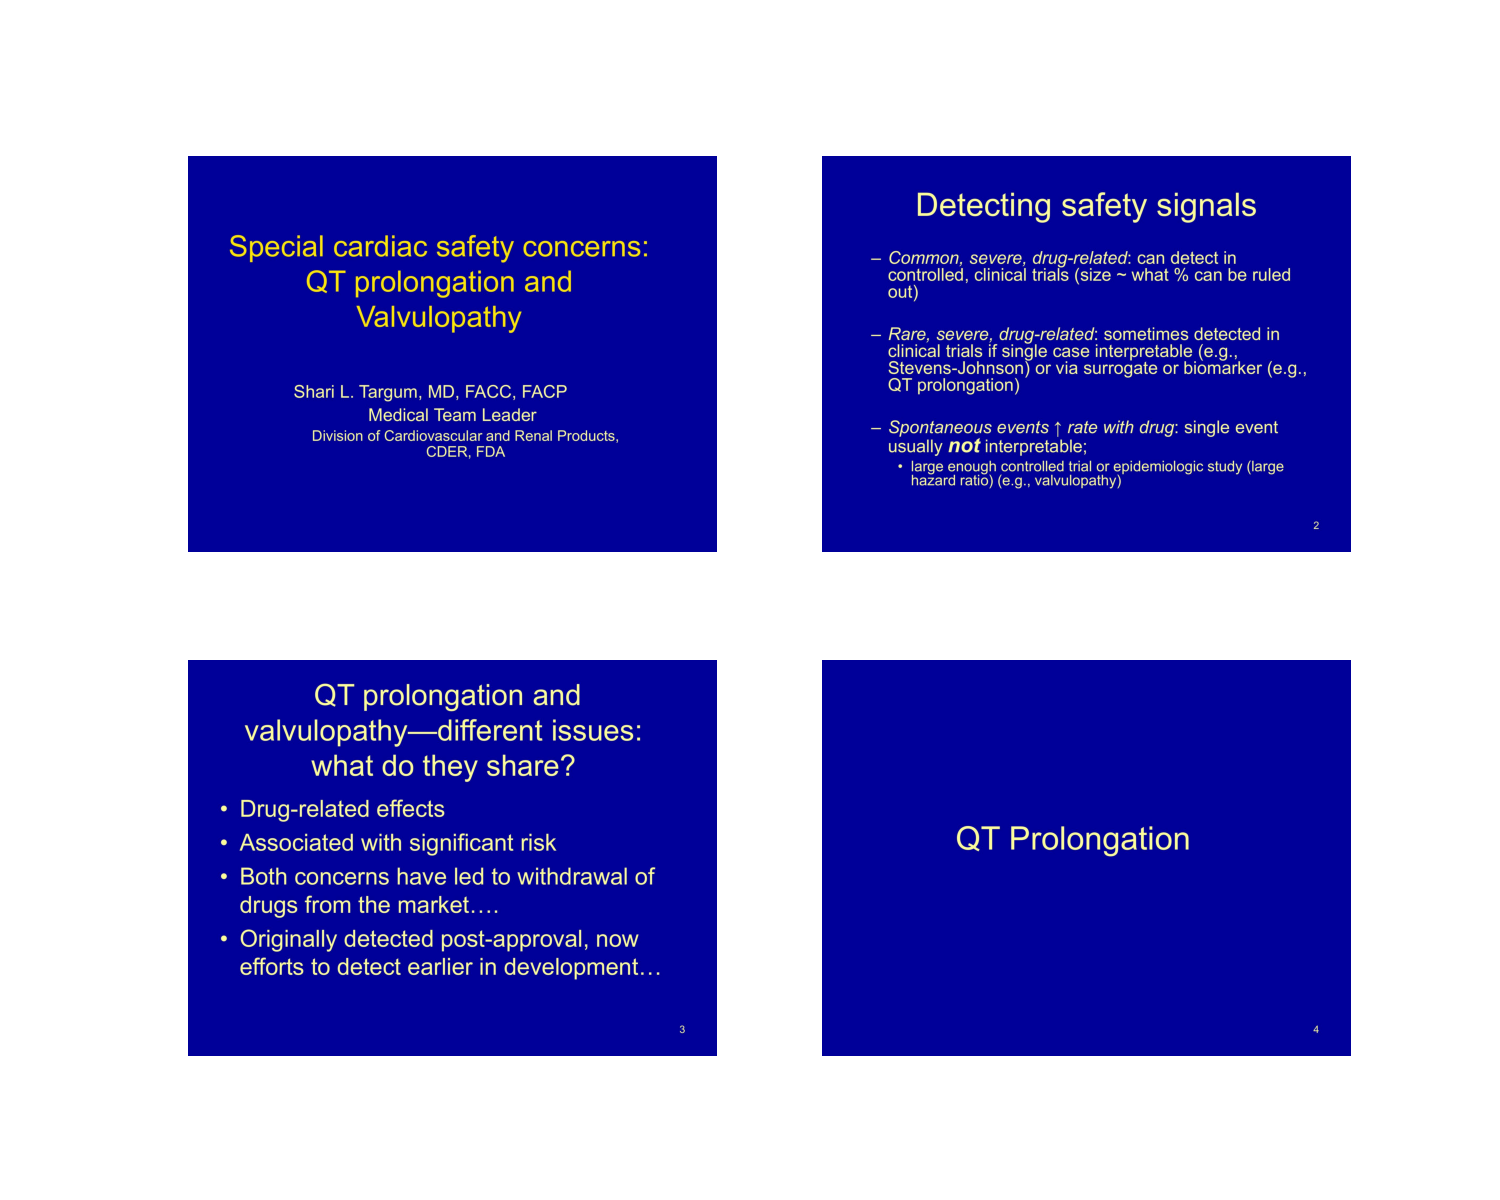 Special cardiac safety concerns:
QT prolongation and
Valvulopathy
Shari L. Targum, MD, FACC, FACP
Medical Team Leader
Division of Cardiovascular and Renal Products,
CDER, FDA
Detecting safety signals
– Common, severe, drug-related: can detect in
controlled, clinical trials (size ~ what % can be ruled
out)
– Rare, severe, drug-related: sometimes detected in
clinical trials if single case interpretable (e.g.,
Stevens-Johnson) or via surrogate or biomarker (e.g.,
QT prolongation)
– Spontaneous events ↑ rate with drug: single event
usually not interpretable;
• large enough controlled trial or epidemiologic study (large
hazard ratio) (e.g., valvulopathy)
2
QT prolongation and
valvulopathy—different issues:
what do they share?
• Drug-related effects
• Associated with significant risk
• Both concerns have led to withdrawal of
drugs from the market….
• Originally detected post-approval, now
efforts to detect earlier in development…
3
QT Prolongation
4